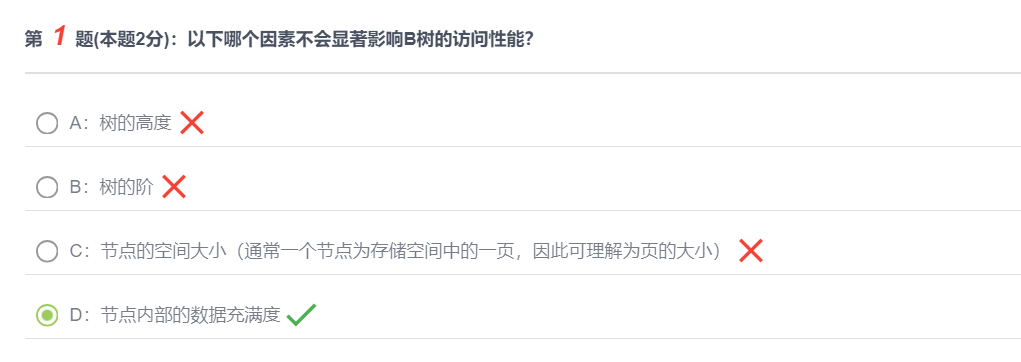 第 1 题(本题2分)：以下哪个因素不会显著影响B树的访问性能？
A：树的高度
B：树的阶
C：节点的空间大小（通常一个节点为存储空间中的一页，因此可理解为页的大小）
D：节点内部的数据充满度